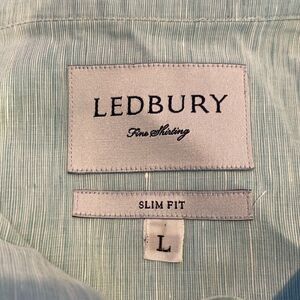 LEDBURY
Fine Shirting
SLIM FIT
L